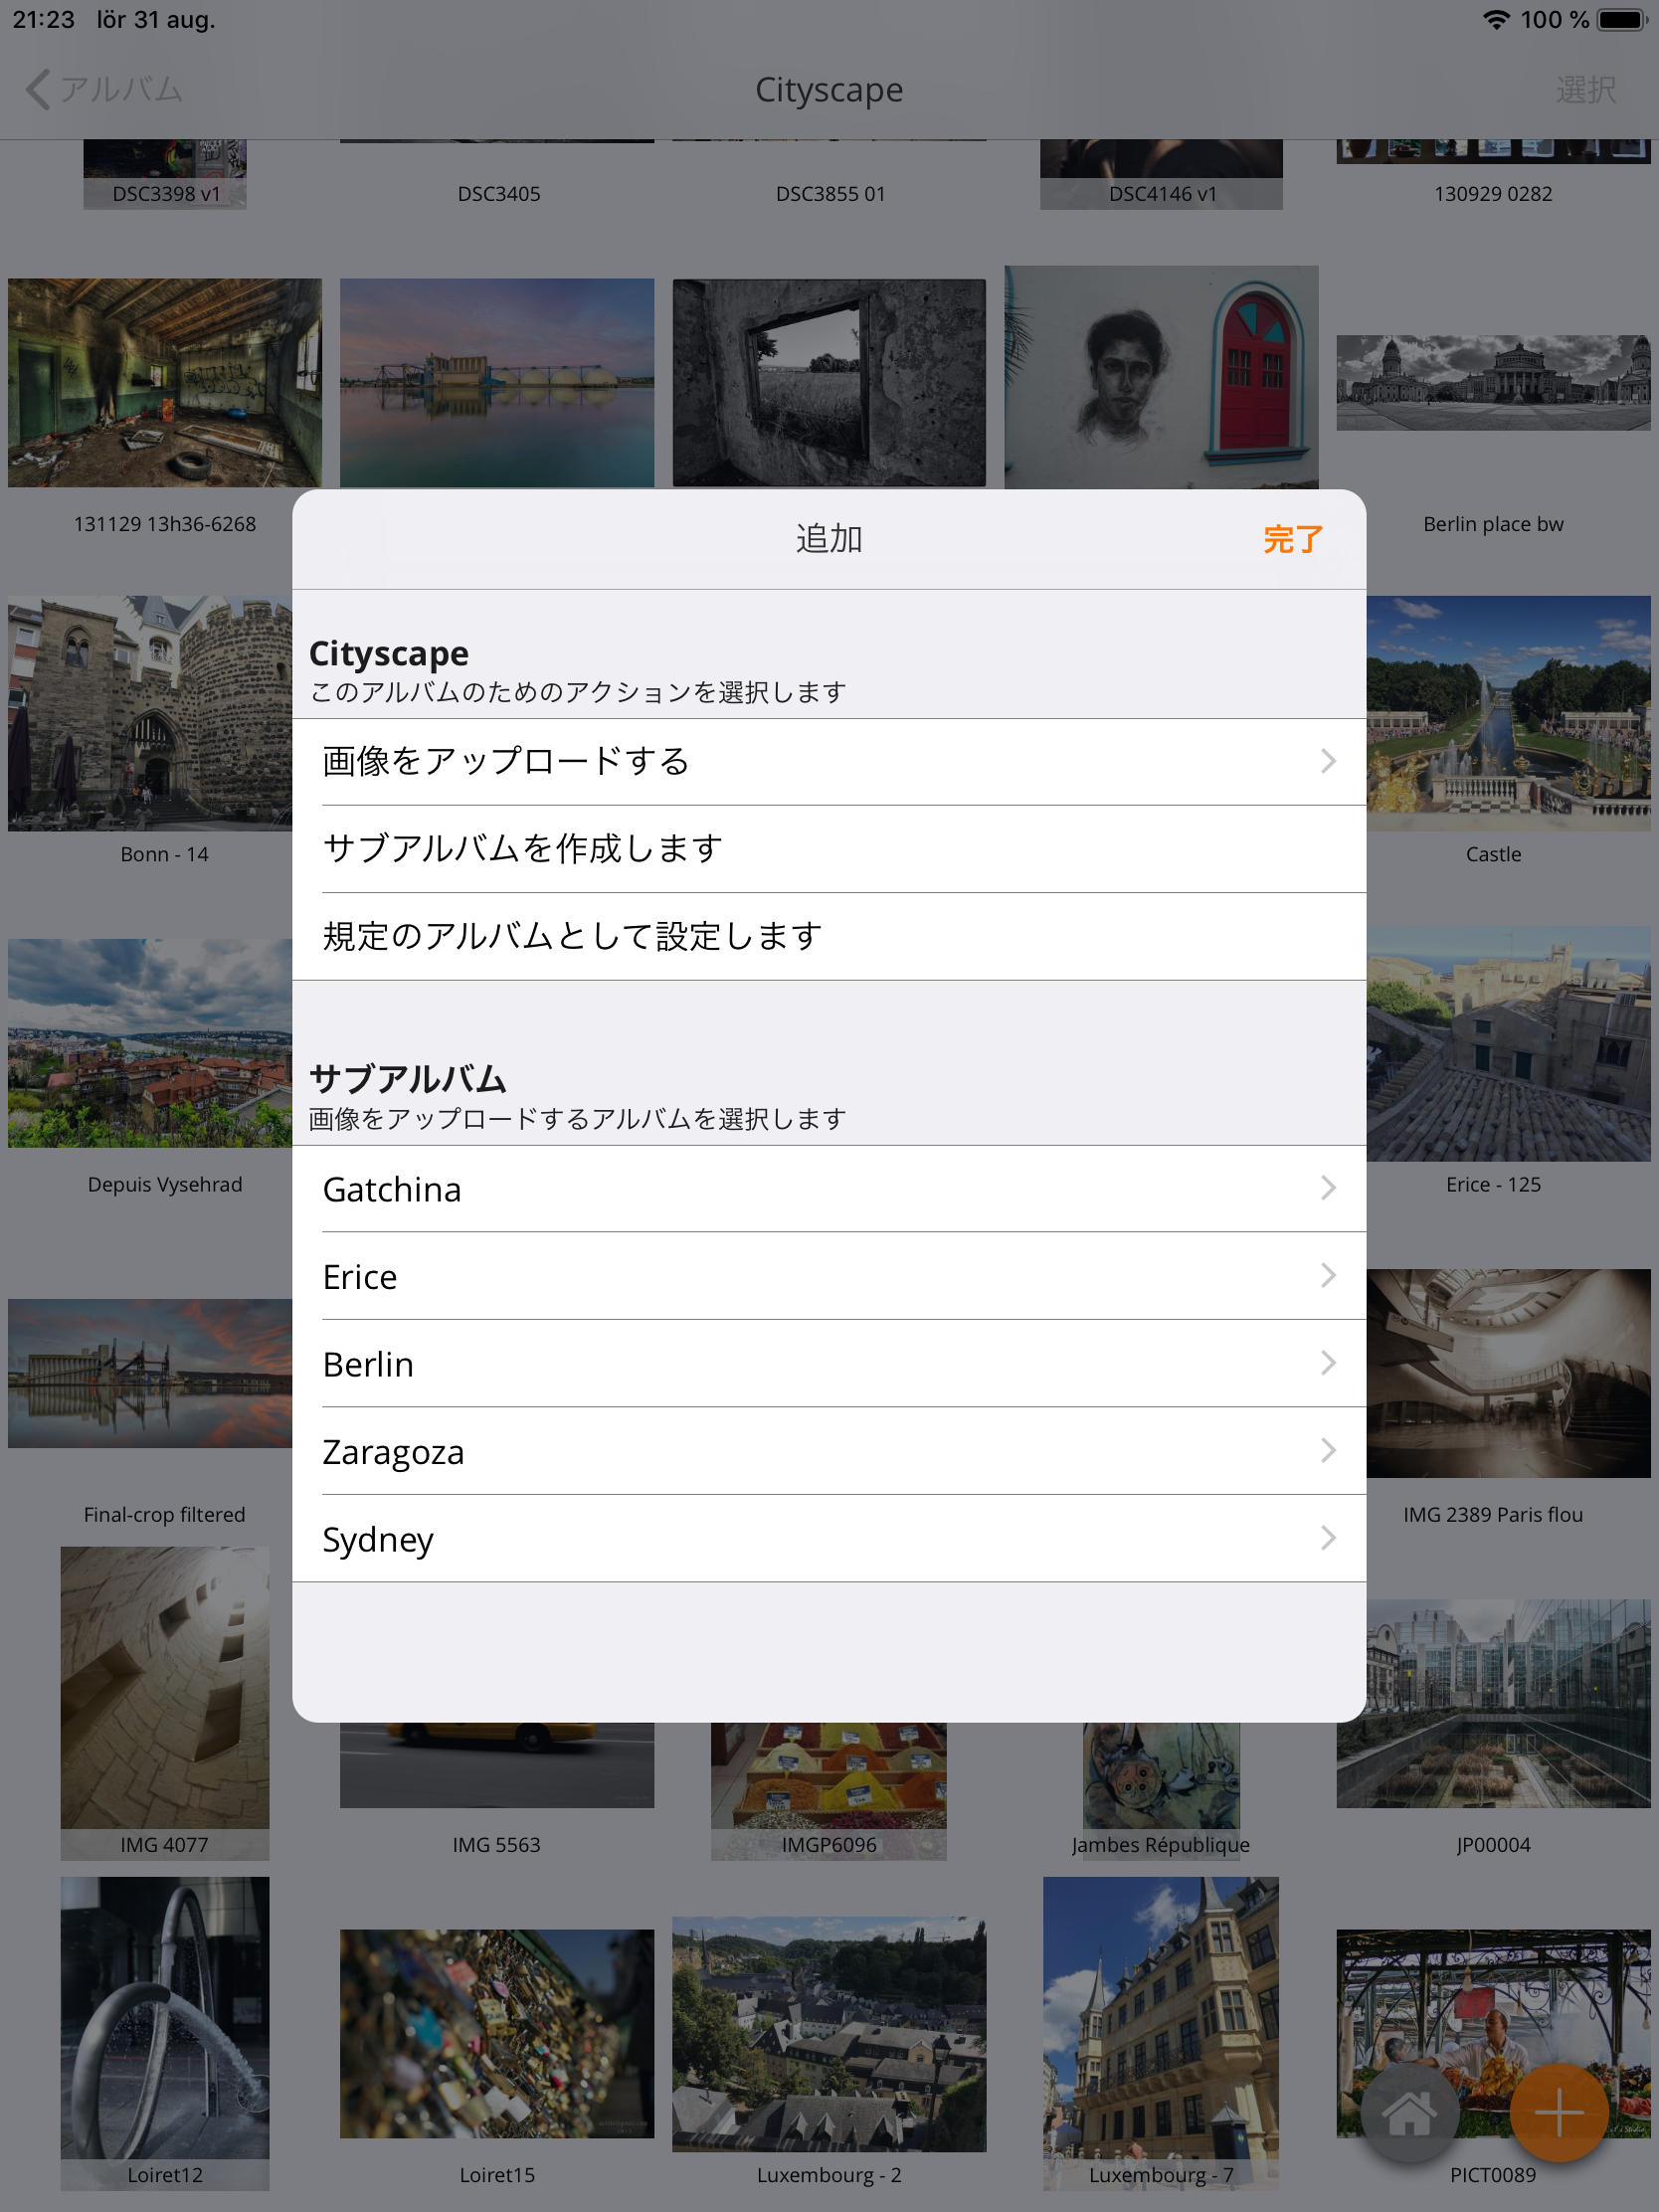 21:23 lör 31 aug. 100 %
アルバム Cityscape 選択
DSC3398 v1 DSC3405 DSC3855 01 DSC4146 v1 130929 0282
131129 13h36-6268 Berlin place bw
追加 完了
Cityscape
このアルバムのためのアクションを選択します
画像をアップロードする
サブアルバムを作成します
規定のアルバムとして設定します
Bonn - 14 Castle
サブアルバム
画像をアップロードするアルバムを選択します
Depuis Vysehrad Erice - 125
Gatchina
Erice
Berlin
Zaragoza
Sydney
Final-crop filtered IMG 2389 Paris flou
IMG 4077 IMG 5563 IMGP6096 Jambes République JP00004
Loiret12 Loiret15 Luxembourg - 2 Luxembourg - 7 PICT0089